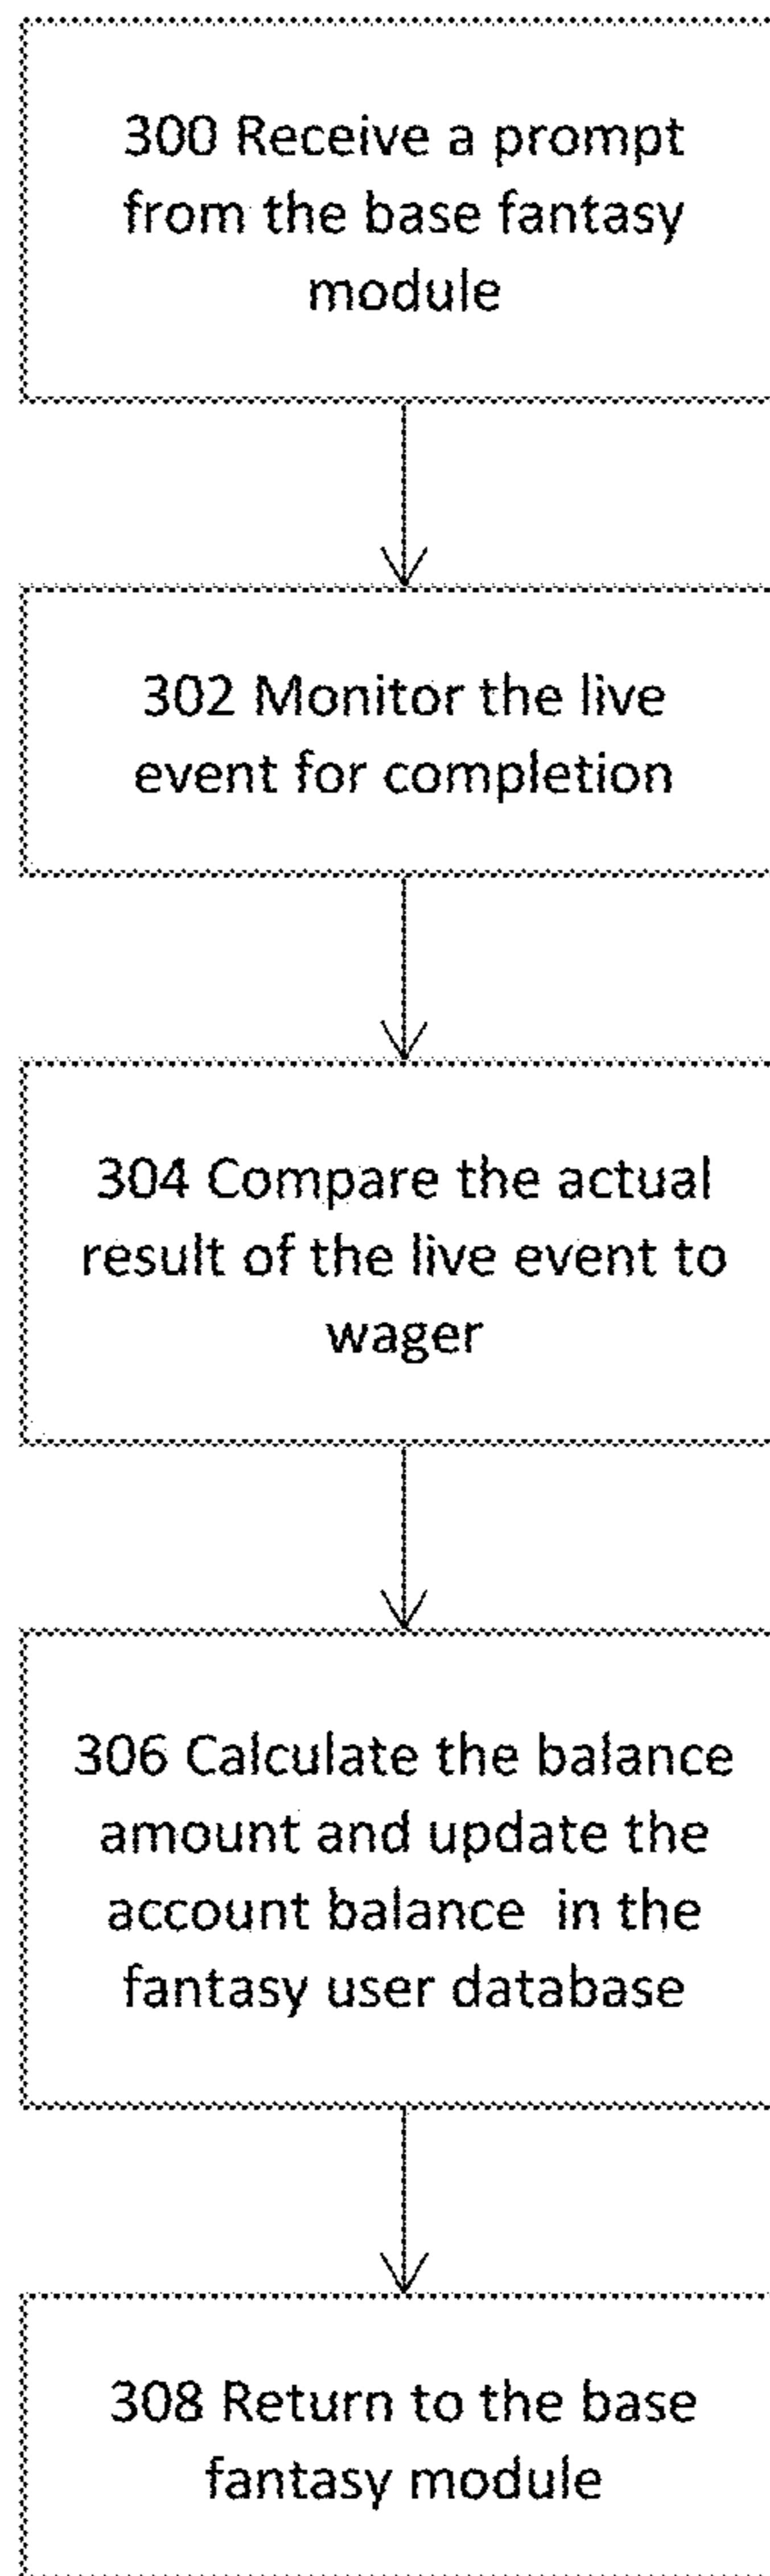 300 Receive a prompt
from the base fantasy
module
302 Monitor the live
event for completion
304 Compare the actual
result of the live event to
wager
306 Calculate the balance
amount and update the
account balance  in the
fantasy user database
308 Return to the base
fantasy module